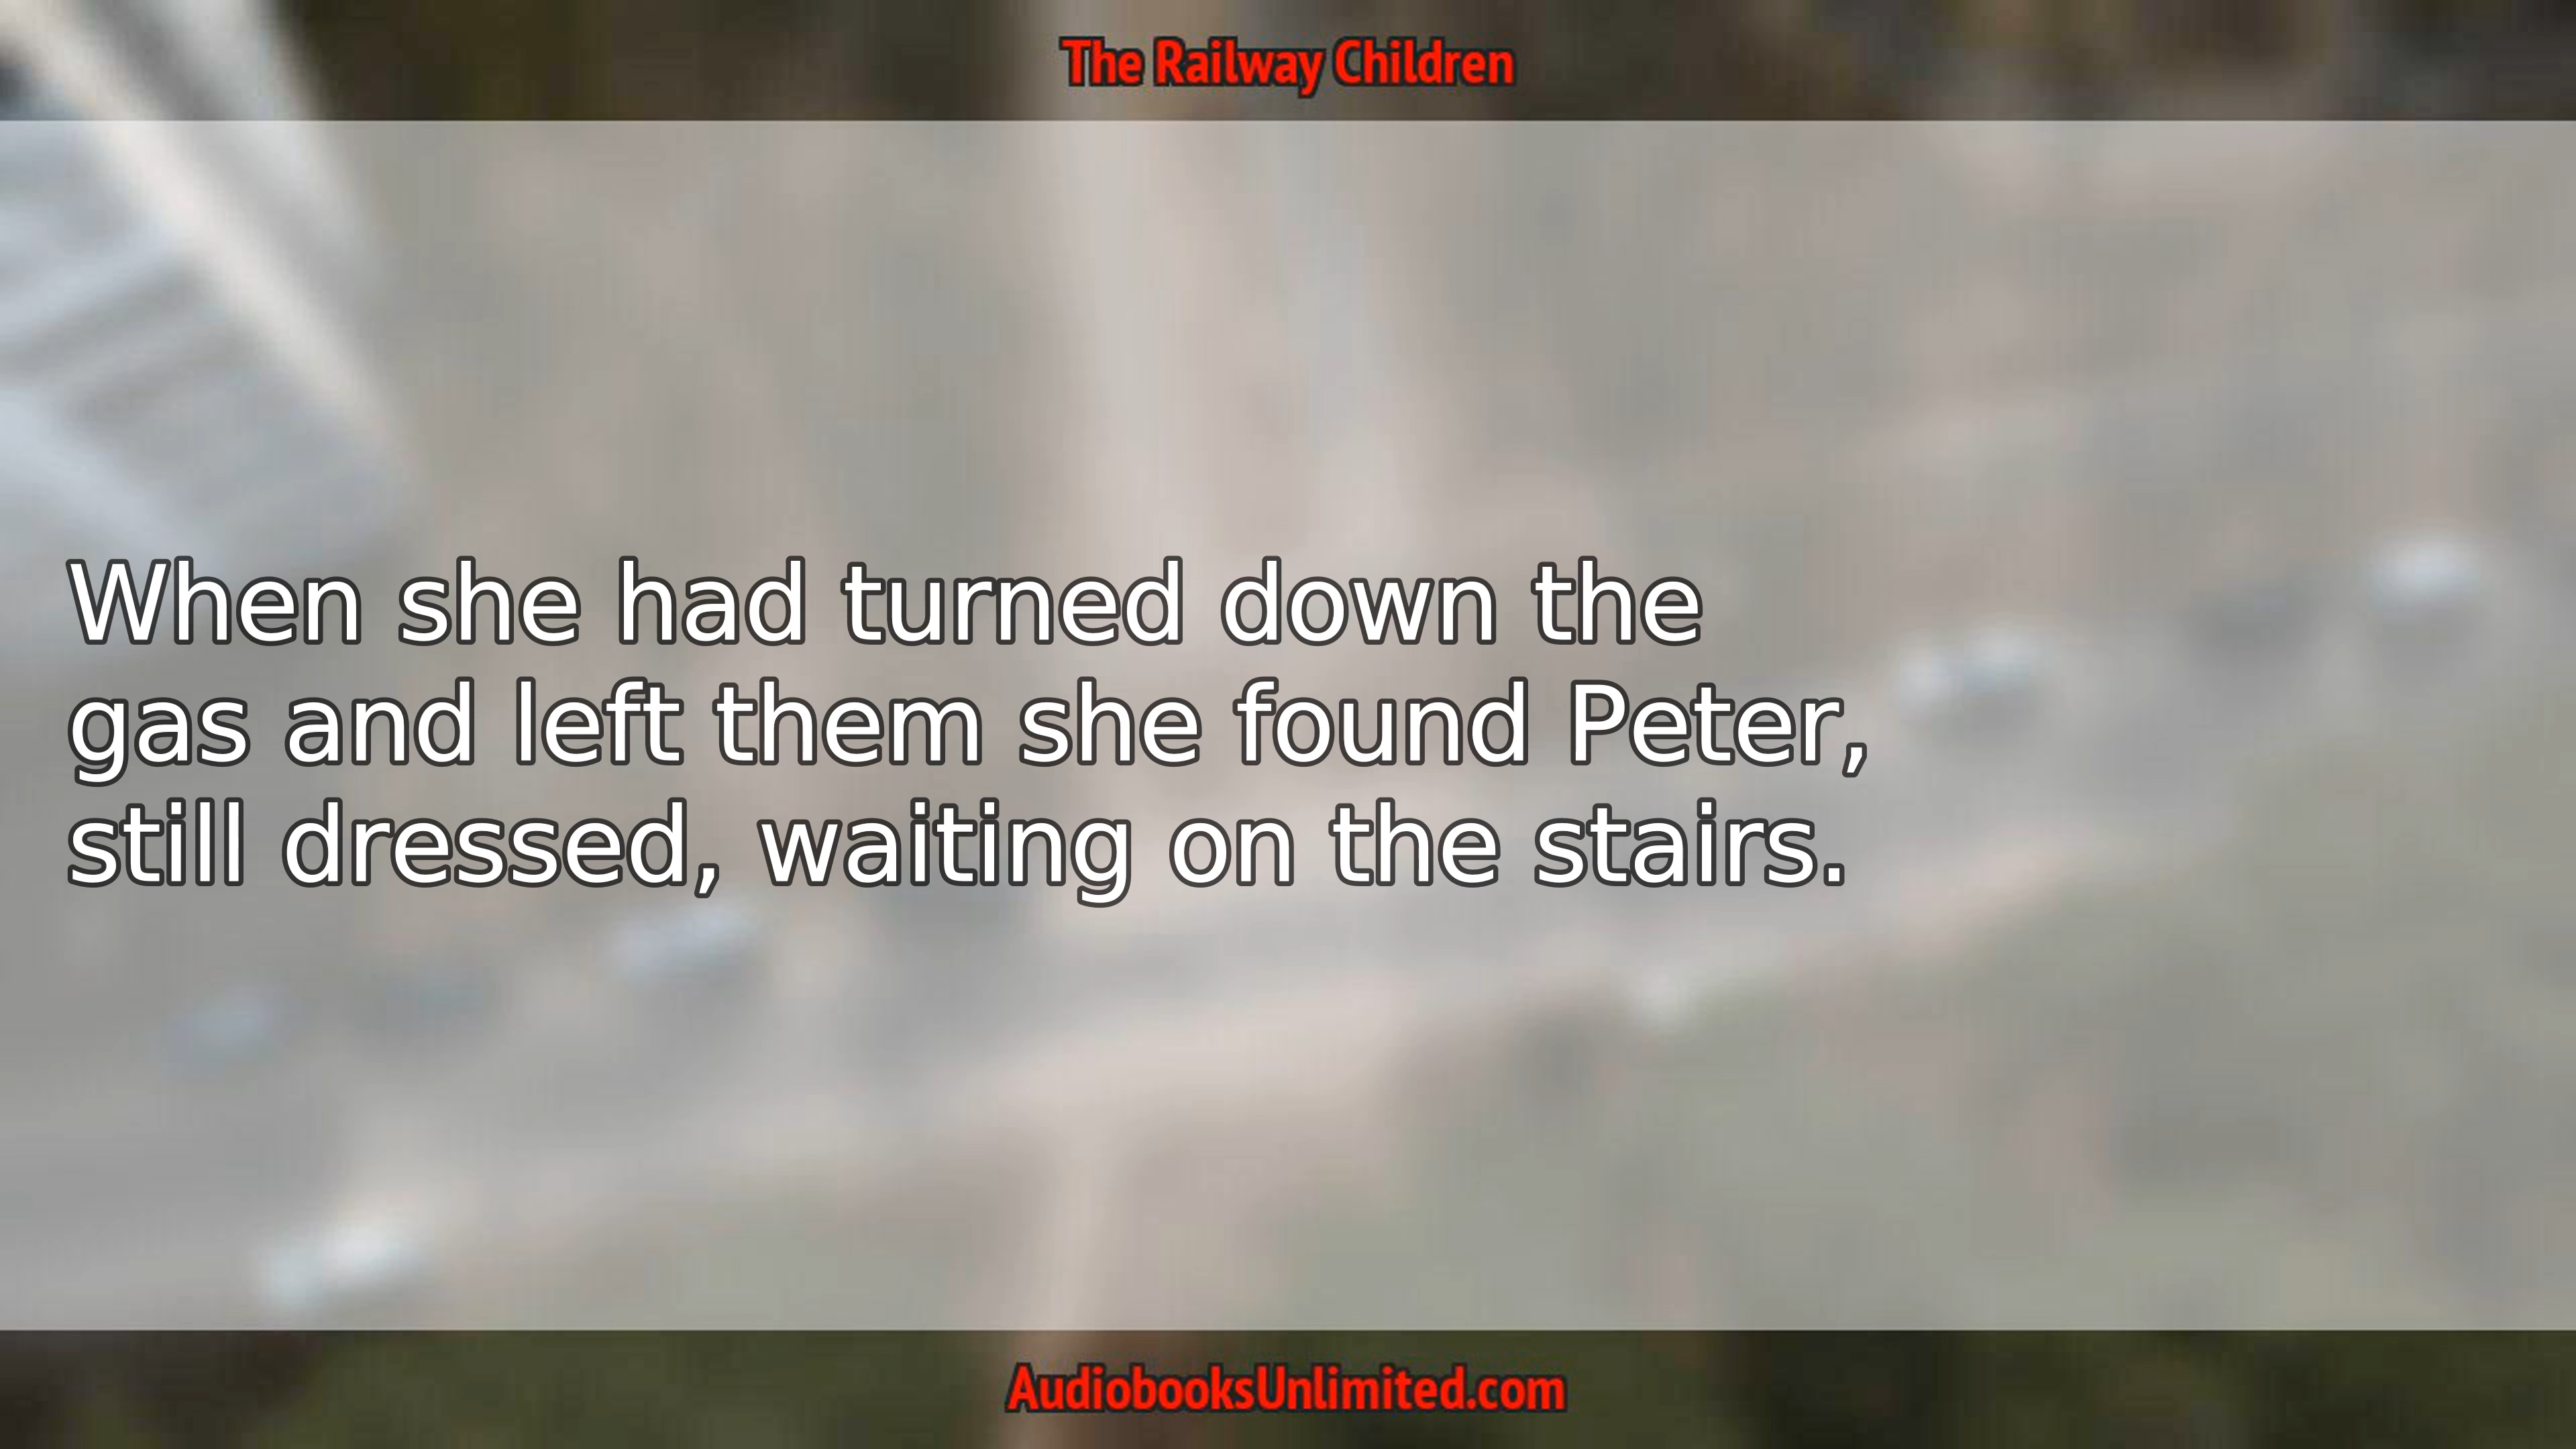 The Railway Children
When she had turned down the
gas and left them she found Peter,
still dressed, waiting on the stairs.
AudiobooksUnlimited.com